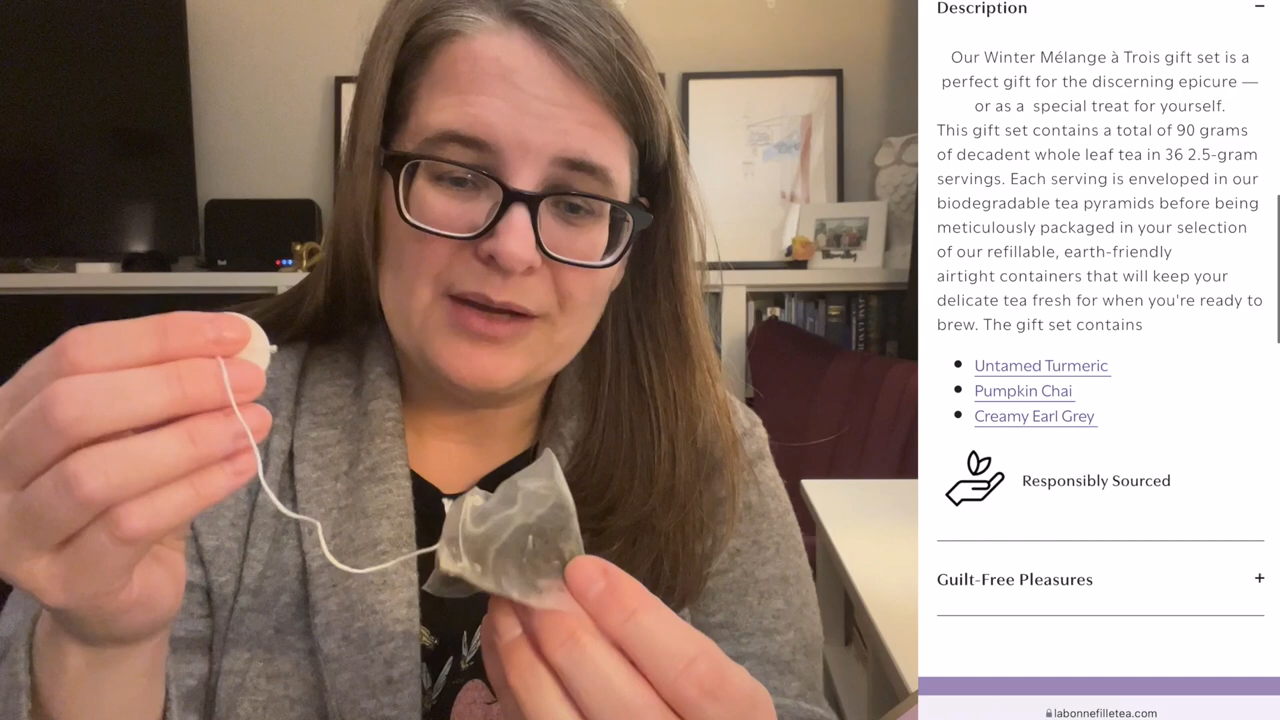 Description
Our Winter Mélange à Trois gift set is a
perfect gift for the discerning epicure —
or as a special treat for yourself.
This gift set contains a total of 90 grams
of decadent whole leaf tea in 36 2.5-gram
servings. Each serving is enveloped in our
biodegradable tea pyramids before being
meticulously packaged in your selection
of our refillable, earth-friendly
airtight containers that will keep your
delicate tea fresh for when you're ready to
brew. The gift set contains
Untamed Turmeric
Pumpkin Chai
Creamy Earl Grey
Responsibly Sourced
Guilt-Free Pleasures
labonnefilletea.com